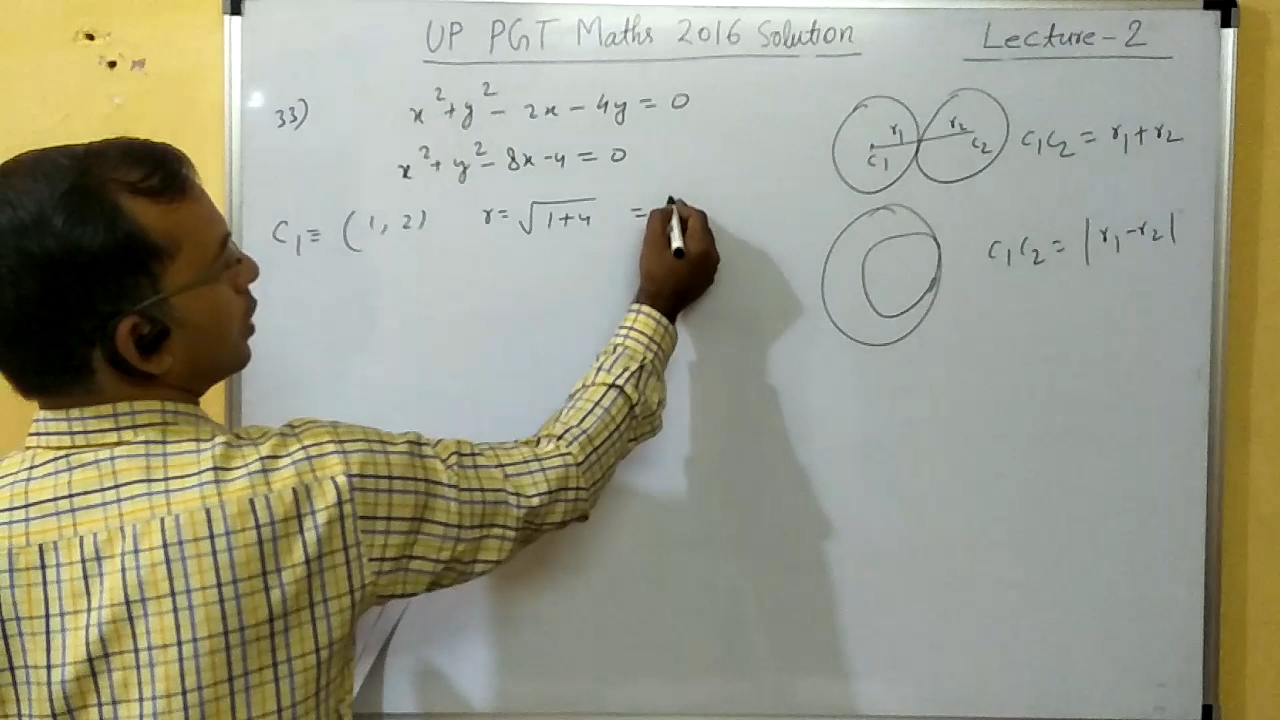 UP PGT Maths 2016 Solution
Lecture-2
33) x²+y²-2x-4y=0
x²+y²-8x-4=0
C₁≡(1,2) r=√1+4 =
r₁ r₂
c₁ c₂
c₁c₂=r₁+r₂
c₁c₂=|r₁-r₂|